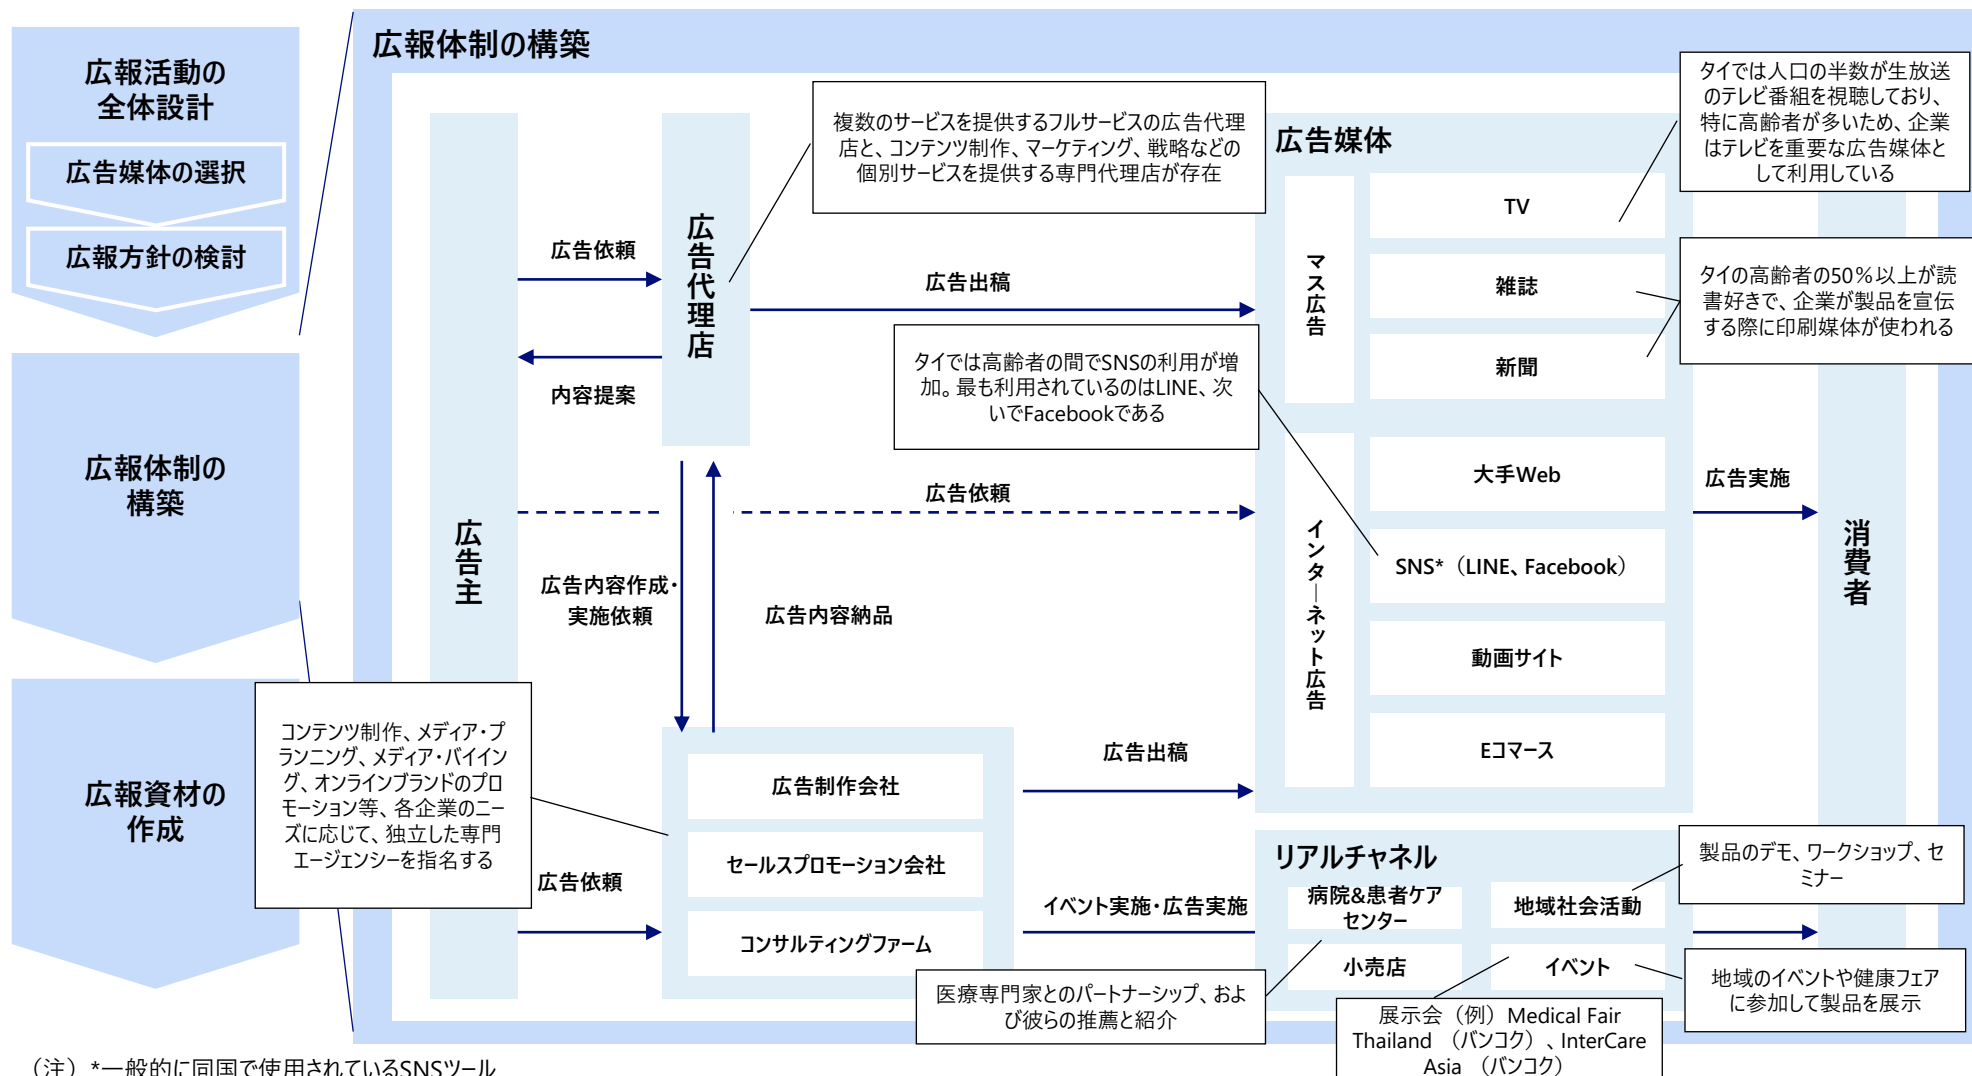 広報活動の
全体設計
広告媒体の選択
広報方針の検討
広報体制の
構築
広報資材の
作成
広報体制の構築
広告主
広告依頼
内容提案
広告代理店
複数のサービスを提供するフルサービスの広告代理
店と、コンテンツ制作、マーケティング、戦略などの
個別サービスを提供する専門代理店が存在
広告出稿
タイでは高齢者の間でSNSの利用が増
加。最も利用されているのはLINE、次
いでFacebookである
広告依頼
広告内容作成・
実施依頼
広告内容納品
コンテンツ制作、メディア・プ
ランニング、メディア・バイイン
グ、オンラインブランドのプロ
モーション等、各企業のニー
ズに応じて、独立した専門
エージェンシーを指名する
広告依頼
広告制作会社
セールスプロモーション会社
コンサルティングファーム
広告出稿
イベント実施・広告実施
広告媒体
マス広告
TV
雑誌
新聞
インターネット広告
大手Web
SNS*（LINE、Facebook）
動画サイト
Eコマース
タイでは人口の半数が生放送
のテレビ番組を視聴しており、
特に高齢者が多いため、企業
はテレビを重要な広告媒体と
して利用している
タイの高齢者の50%以上が読
書好きで、企業が製品を宣伝
する際に印刷媒体が使われる
広告実施
消費者
リアルチャネル
病院&患者ケア
センター
地域社会活動
小売店
イベント
製品のデモ、ワークショップ、セ
ミナー
地域のイベントや健康フェア
に参加して製品を展示
医療専門家とのパートナーシップ、およ
び彼らの推薦と紹介
展示会（例）Medical Fair
Thailand （バンコク）、InterCare
Asia （バンコク）
（注）*一般的に同国で使用されているSNSツール